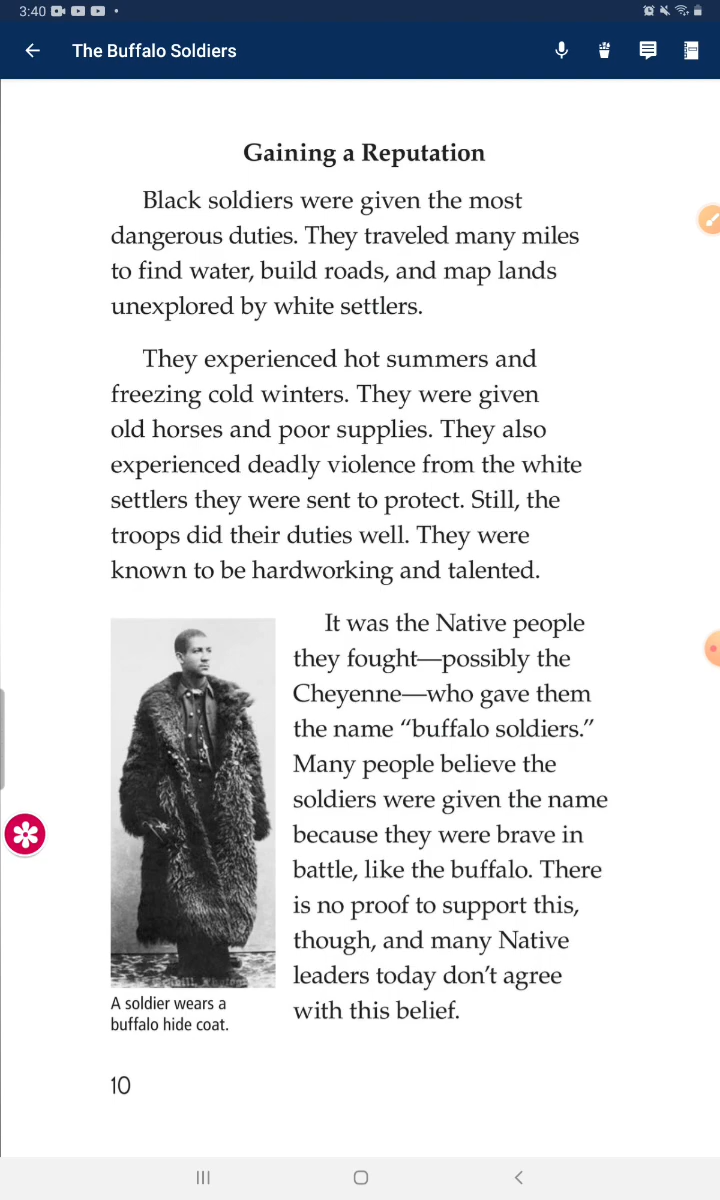 3:40
The Buffalo Soldiers
Gaining a Reputation
Black soldiers were given the most
dangerous duties. They traveled many miles
to find water, build roads, and map lands
unexplored by white settlers.
They experienced hot summers and
freezing cold winters. They were given
old horses and poor supplies. They also
experienced deadly violence from the white
settlers they were sent to protect. Still, the
troops did their duties well. They were
known to be hardworking and talented.
It was the Native people
they fought—possibly the
Cheyenne—who gave them
the name “buffalo soldiers.”
Many people believe the
soldiers were given the name
because they were brave in
battle, like the buffalo. There
is no proof to support this,
though, and many Native
leaders today don’t agree
with this belief.
A soldier wears a
buffalo hide coat.
10